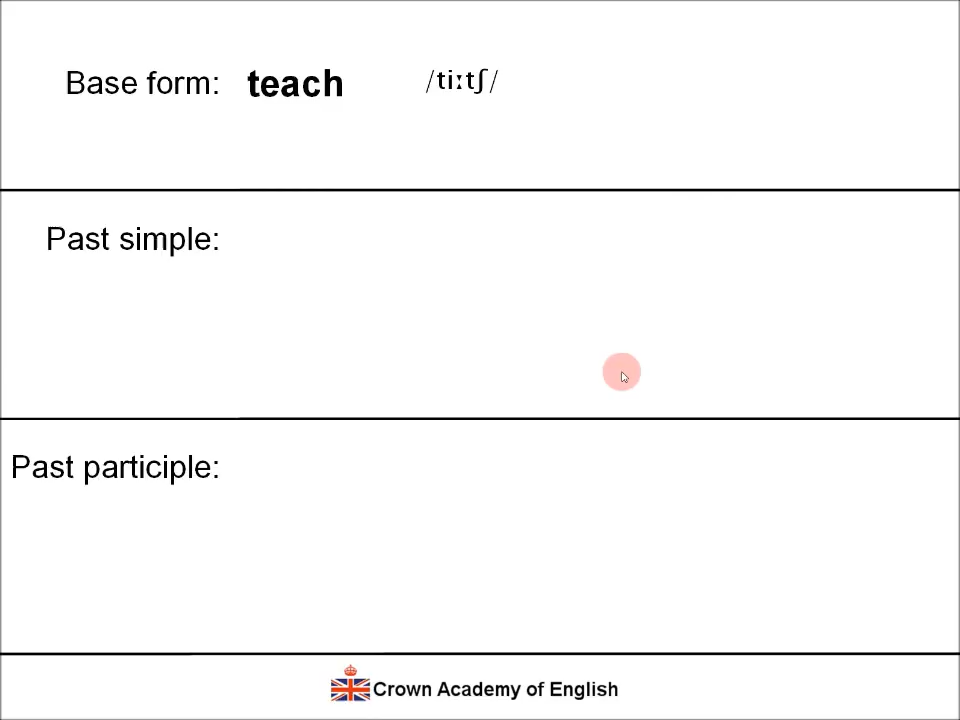 Base form: teach /tiːtʃ/
Past simple:
Past participle:
Crown Academy of English